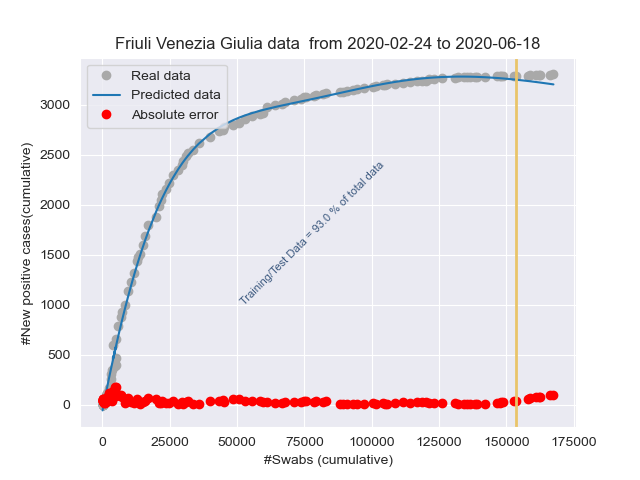 Friuli Venezia Giulia data  from 2020-02-24 to 2020-06-18
Real data
Predicted data
Absolute error
#New positive cases(cumulative)
3000
2500
2000
1500
1000
500
0
Training/Test Data = 93.0 % of total data
0
25000
50000
75000
100000
125000
150000
175000
#Swabs (cumulative)